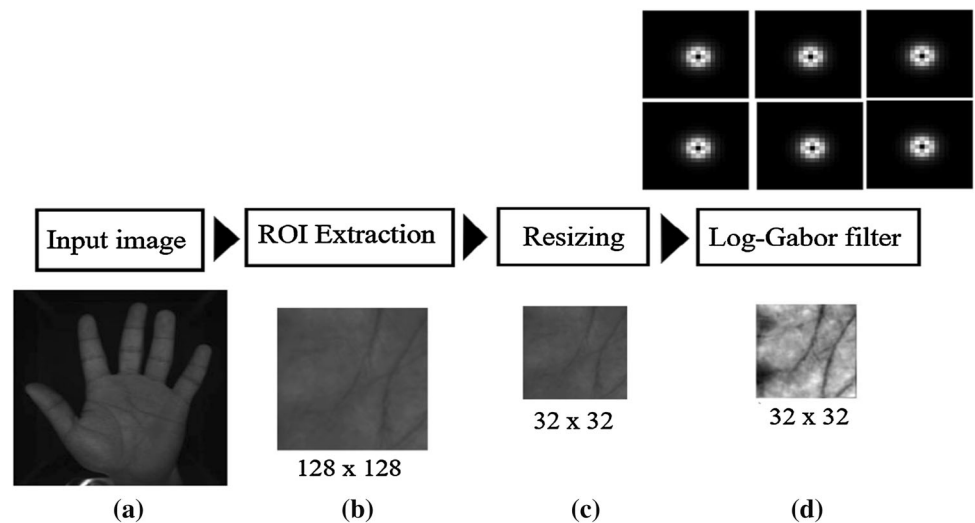 Input image
ROI Extraction
Resizing
Log-Gabor filter
128 x 128
32 x 32
32 x 32
(a)
(b)
(c)
(d)